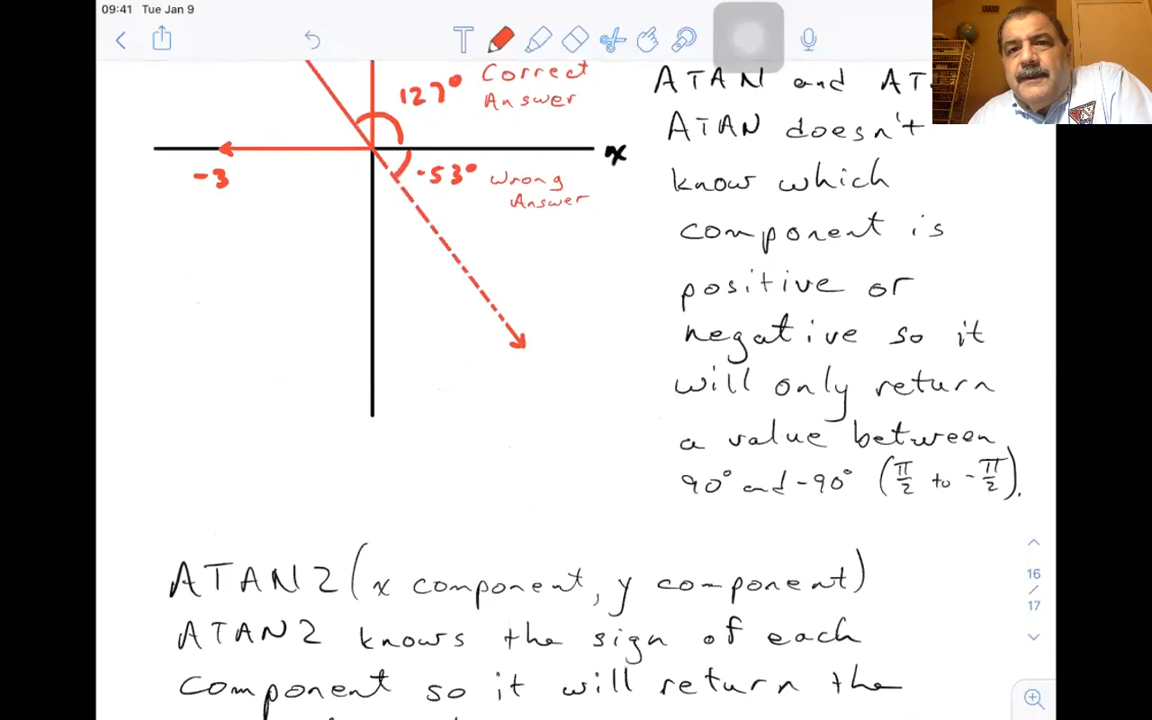 09:41 Tue Jan 9
T
Correct
Answer
127°
x
-3
-53° Wrong
Answer
ATAN and AT
ATAN doesn't
know which
component is
positive or
negative so it
will only return
a value between
90° and -90° (π/2 to -π/2).
16
/
17
ATAN2(x component, y component)
ATAN2 knows the sign of each
component so it will return the